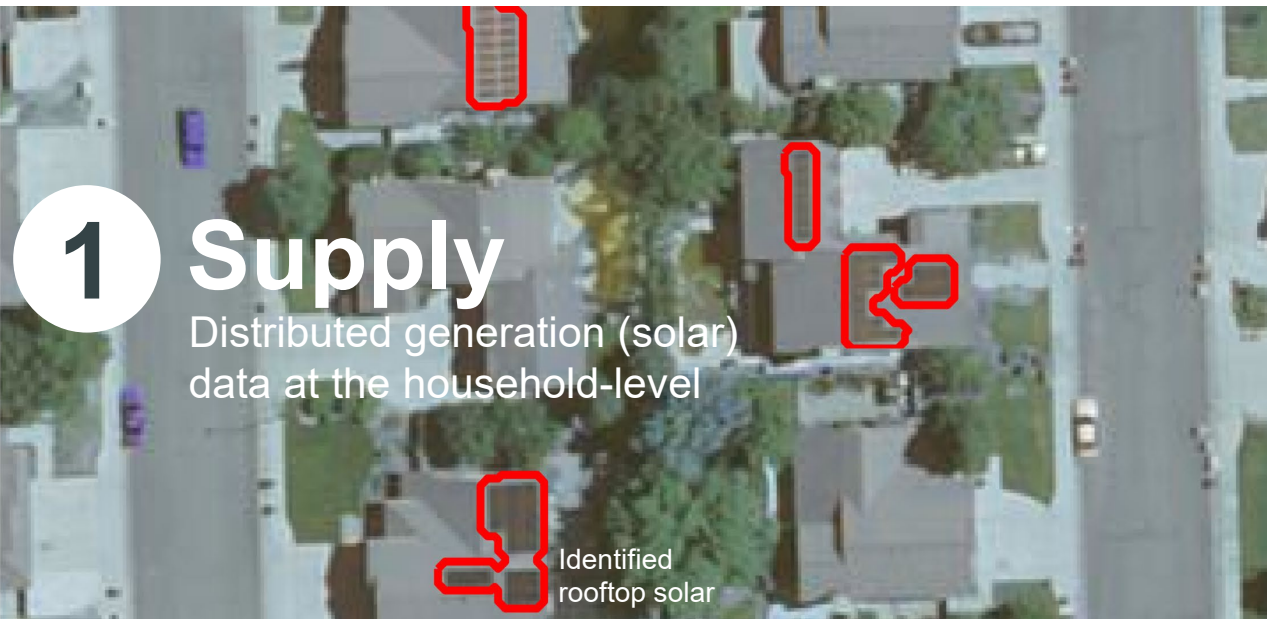 1
Supply
Distributed generation (solar)
data at the household-level
Identified
rooftop solar